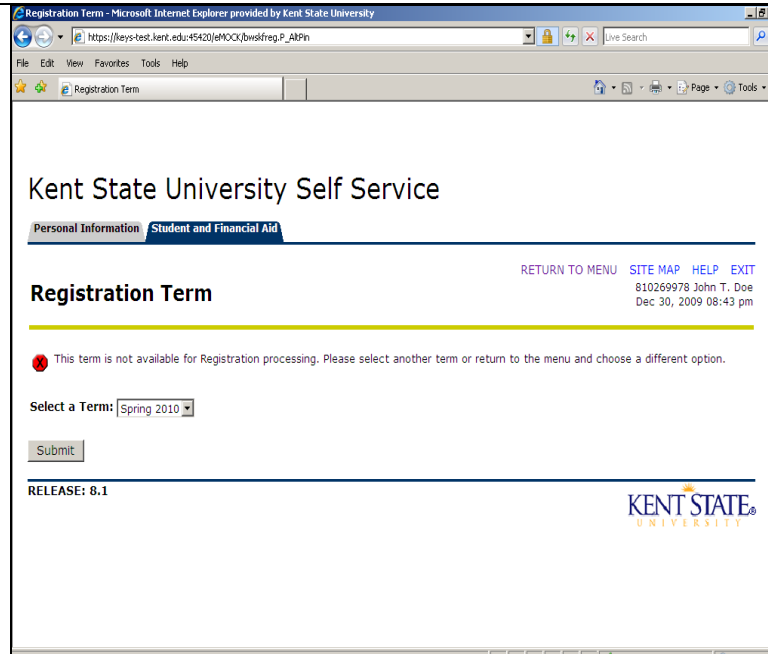 Registration Term - Microsoft Internet Explorer provided by Kent State University
https://keys-test.kent.edu:45420/eMOCK/bwskfreg.P_AltPin
Live Search
File Edit View Favorites Tools Help
Registration Term
Page Tools
Kent State University Self Service
Personal Information Student and Financial Aid
RETURN TO MENU SITE MAP HELP EXIT
Registration Term
810269978 John T. Doe
Dec 30, 2009 08:43 pm
X This term is not available for Registration processing. Please select another term or return to the menu and choose a different option.
Select a Term: Spring 2010
Submit
RELEASE: 8.1
KENT STATE®
UNIVERSITY